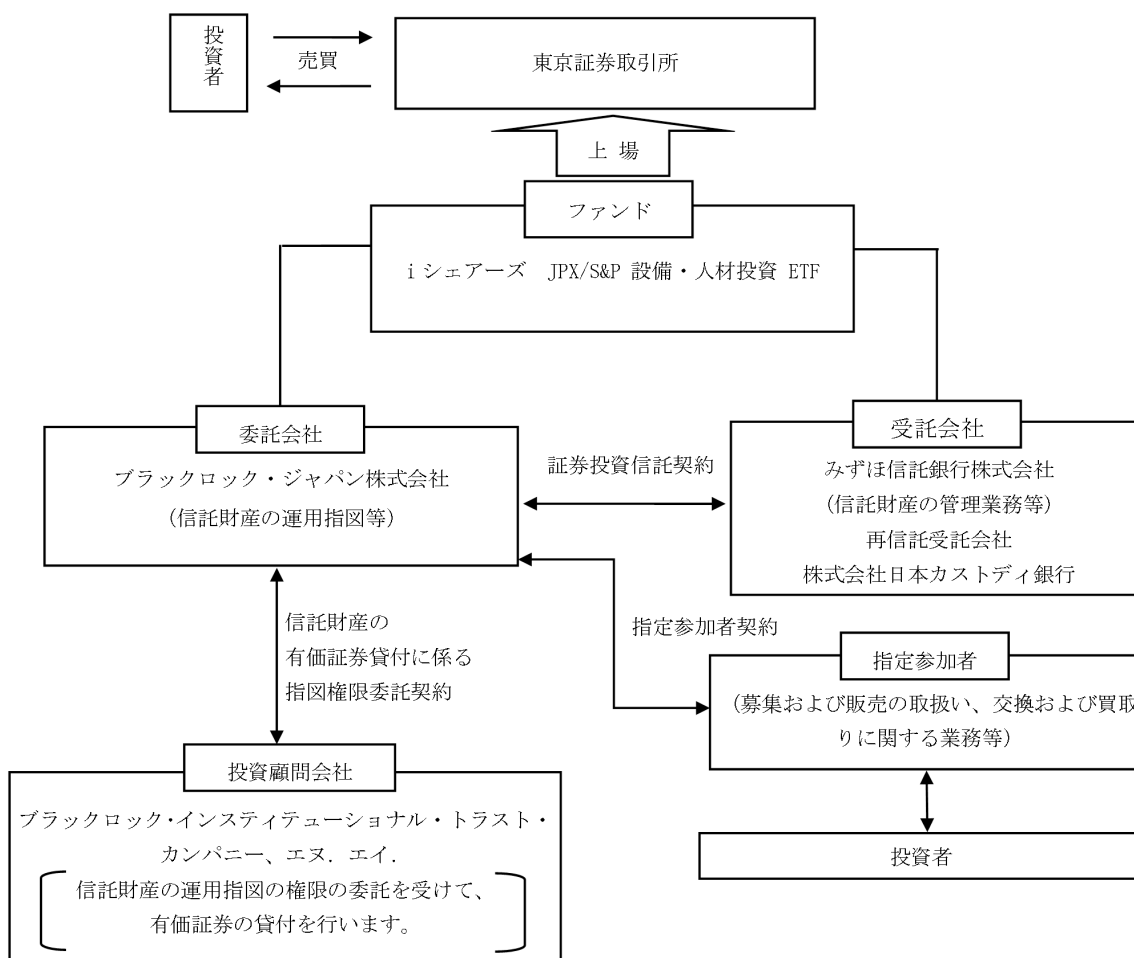 投資者
売買
東京証券取引所
上 場
ファンド
iシェアーズ JPX/S&P 設備・人材投資 ETF
委託会社
ブラックロック・ジャパン株式会社
(信託財産の運用指図等)
証券投資信託契約
受託会社
みずほ信託銀行株式会社
(信託財産の管理業務等)
再信託受託会社
株式会社日本カストディ銀行
信託財産の
有価証券貸付に係る
指図権限委託契約
指定参加者契約
指定参加者
(募集および販売の取扱い、交換および買取
りに関する業務等)
投資顧問会社
ブラックロック・インスティテューショナル・トラスト・
カンパニー、エヌ．エイ．
信託財産の運用指図の権限の委託を受けて、
有価証券の貸付を行います。
投資者